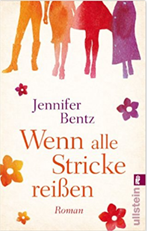 Jennifer
Bentz
Wenn alle
Stricke
reißen
Roman
ullstein